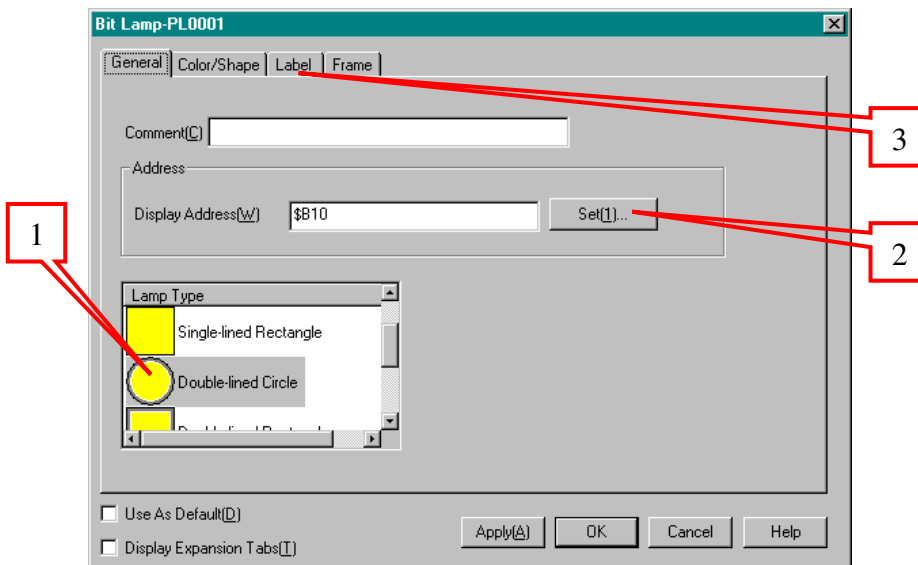 Bit Lamp-PL0001
General Color/Shape Label Frame
3
Comment(C)
Address
Display Address(W) $B10 Set(1)...
1
2
Lamp Type
Single-lined Rectangle
Double-lined Circle
Use As Default(D)
Apply(A) OK Cancel Help
Display Expansion Tabs(T)